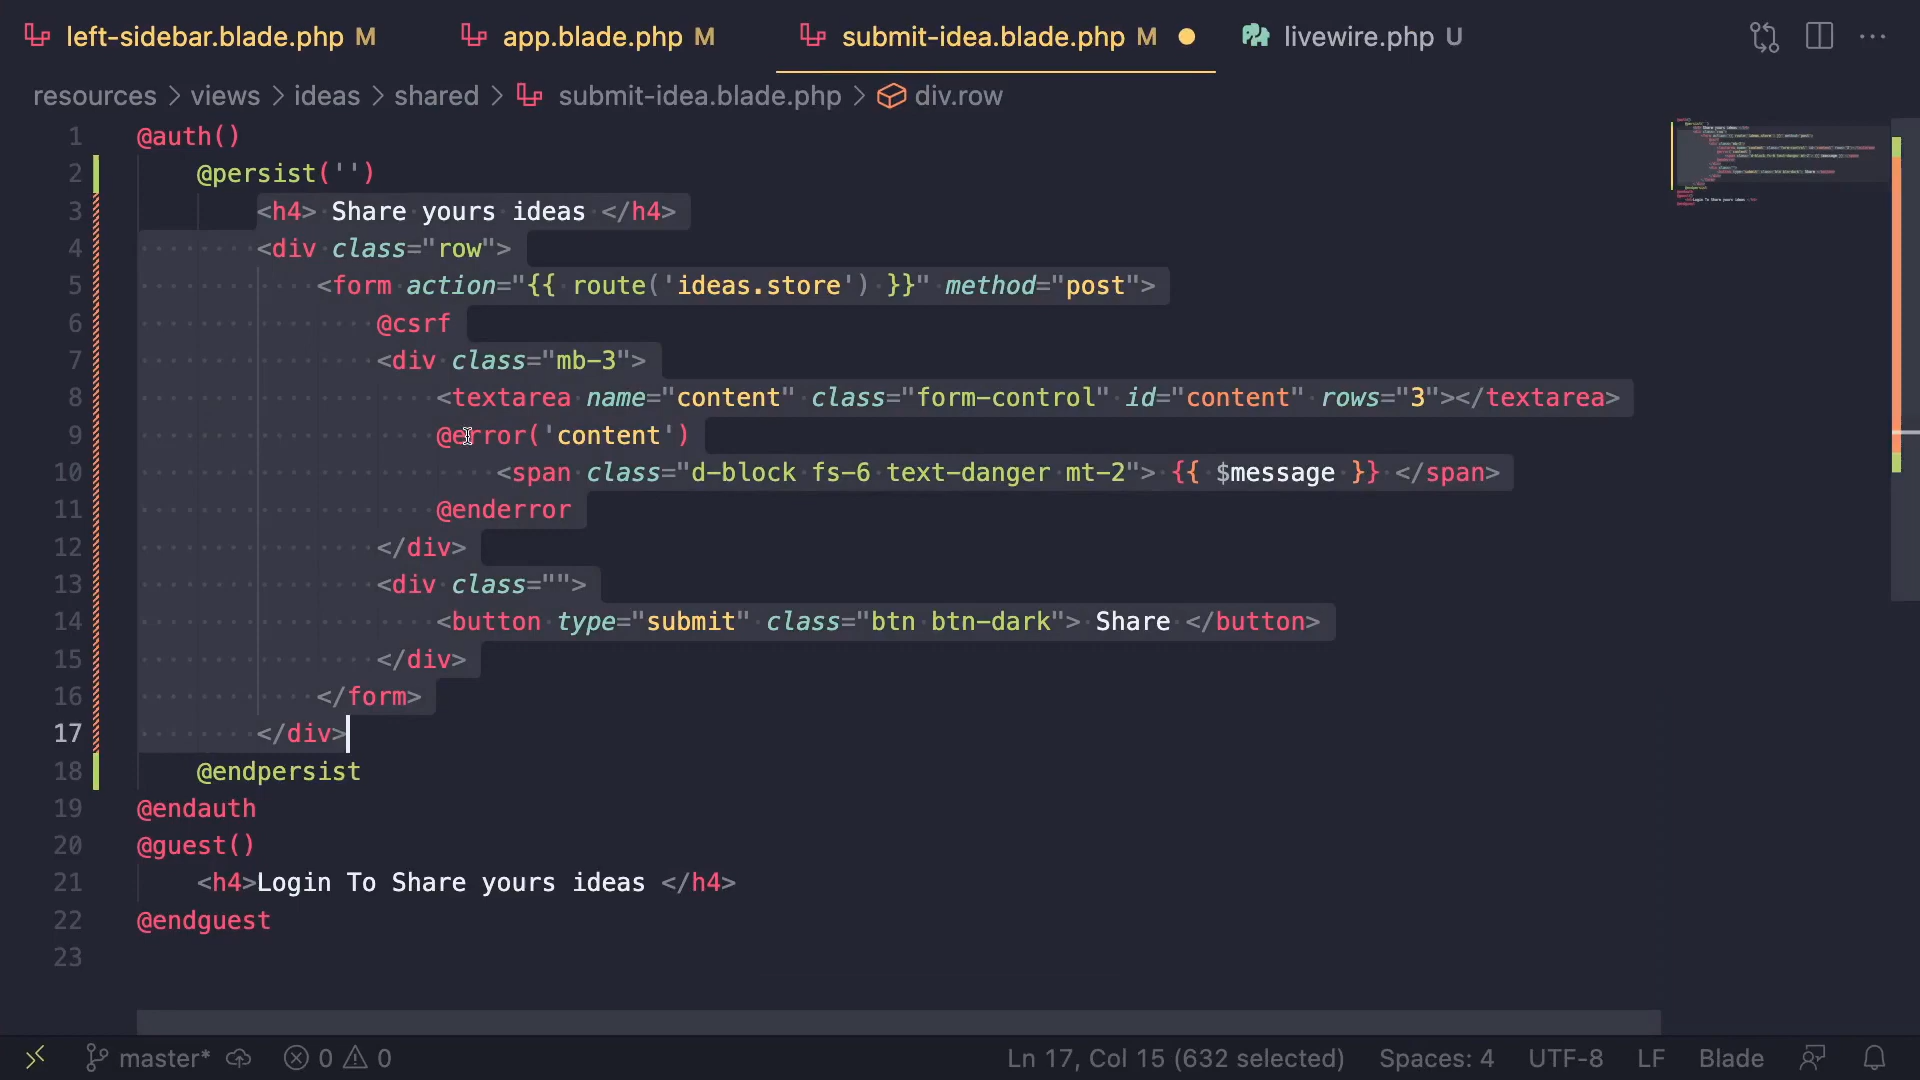 left-sidebar.blade.php M app.blade.php M submit-idea.blade.php M livewire.php U
resources > views > ideas > shared > submit-idea.blade.php > div.row
1 @auth()
2 @persist('')
3 <h4> Share yours ideas </h4>
4 <div class="row">
5 <form action="{{ route('ideas.store') }}" method="post">
6 @csrf
7 <div class="mb-3">
8 <textarea name="content" class="form-control" id="content" rows="3"></textarea>
9 @error('content')
10 <span class="d-block fs-6 text-danger mt-2"> {{ $message }} </span>
11 @enderror
12 </div>
13 <div class="">
14 <button type="submit" class="btn btn-dark"> Share </button>
15 </div>
16 </form>
17 </div>
18 @endpersist
19 @endauth
20 @guest()
21 <h4>Login To Share yours ideas </h4>
22 @endguest
23
master* 0 0 Ln 17, Col 15 (632 selected) Spaces: 4 UTF-8 LF Blade